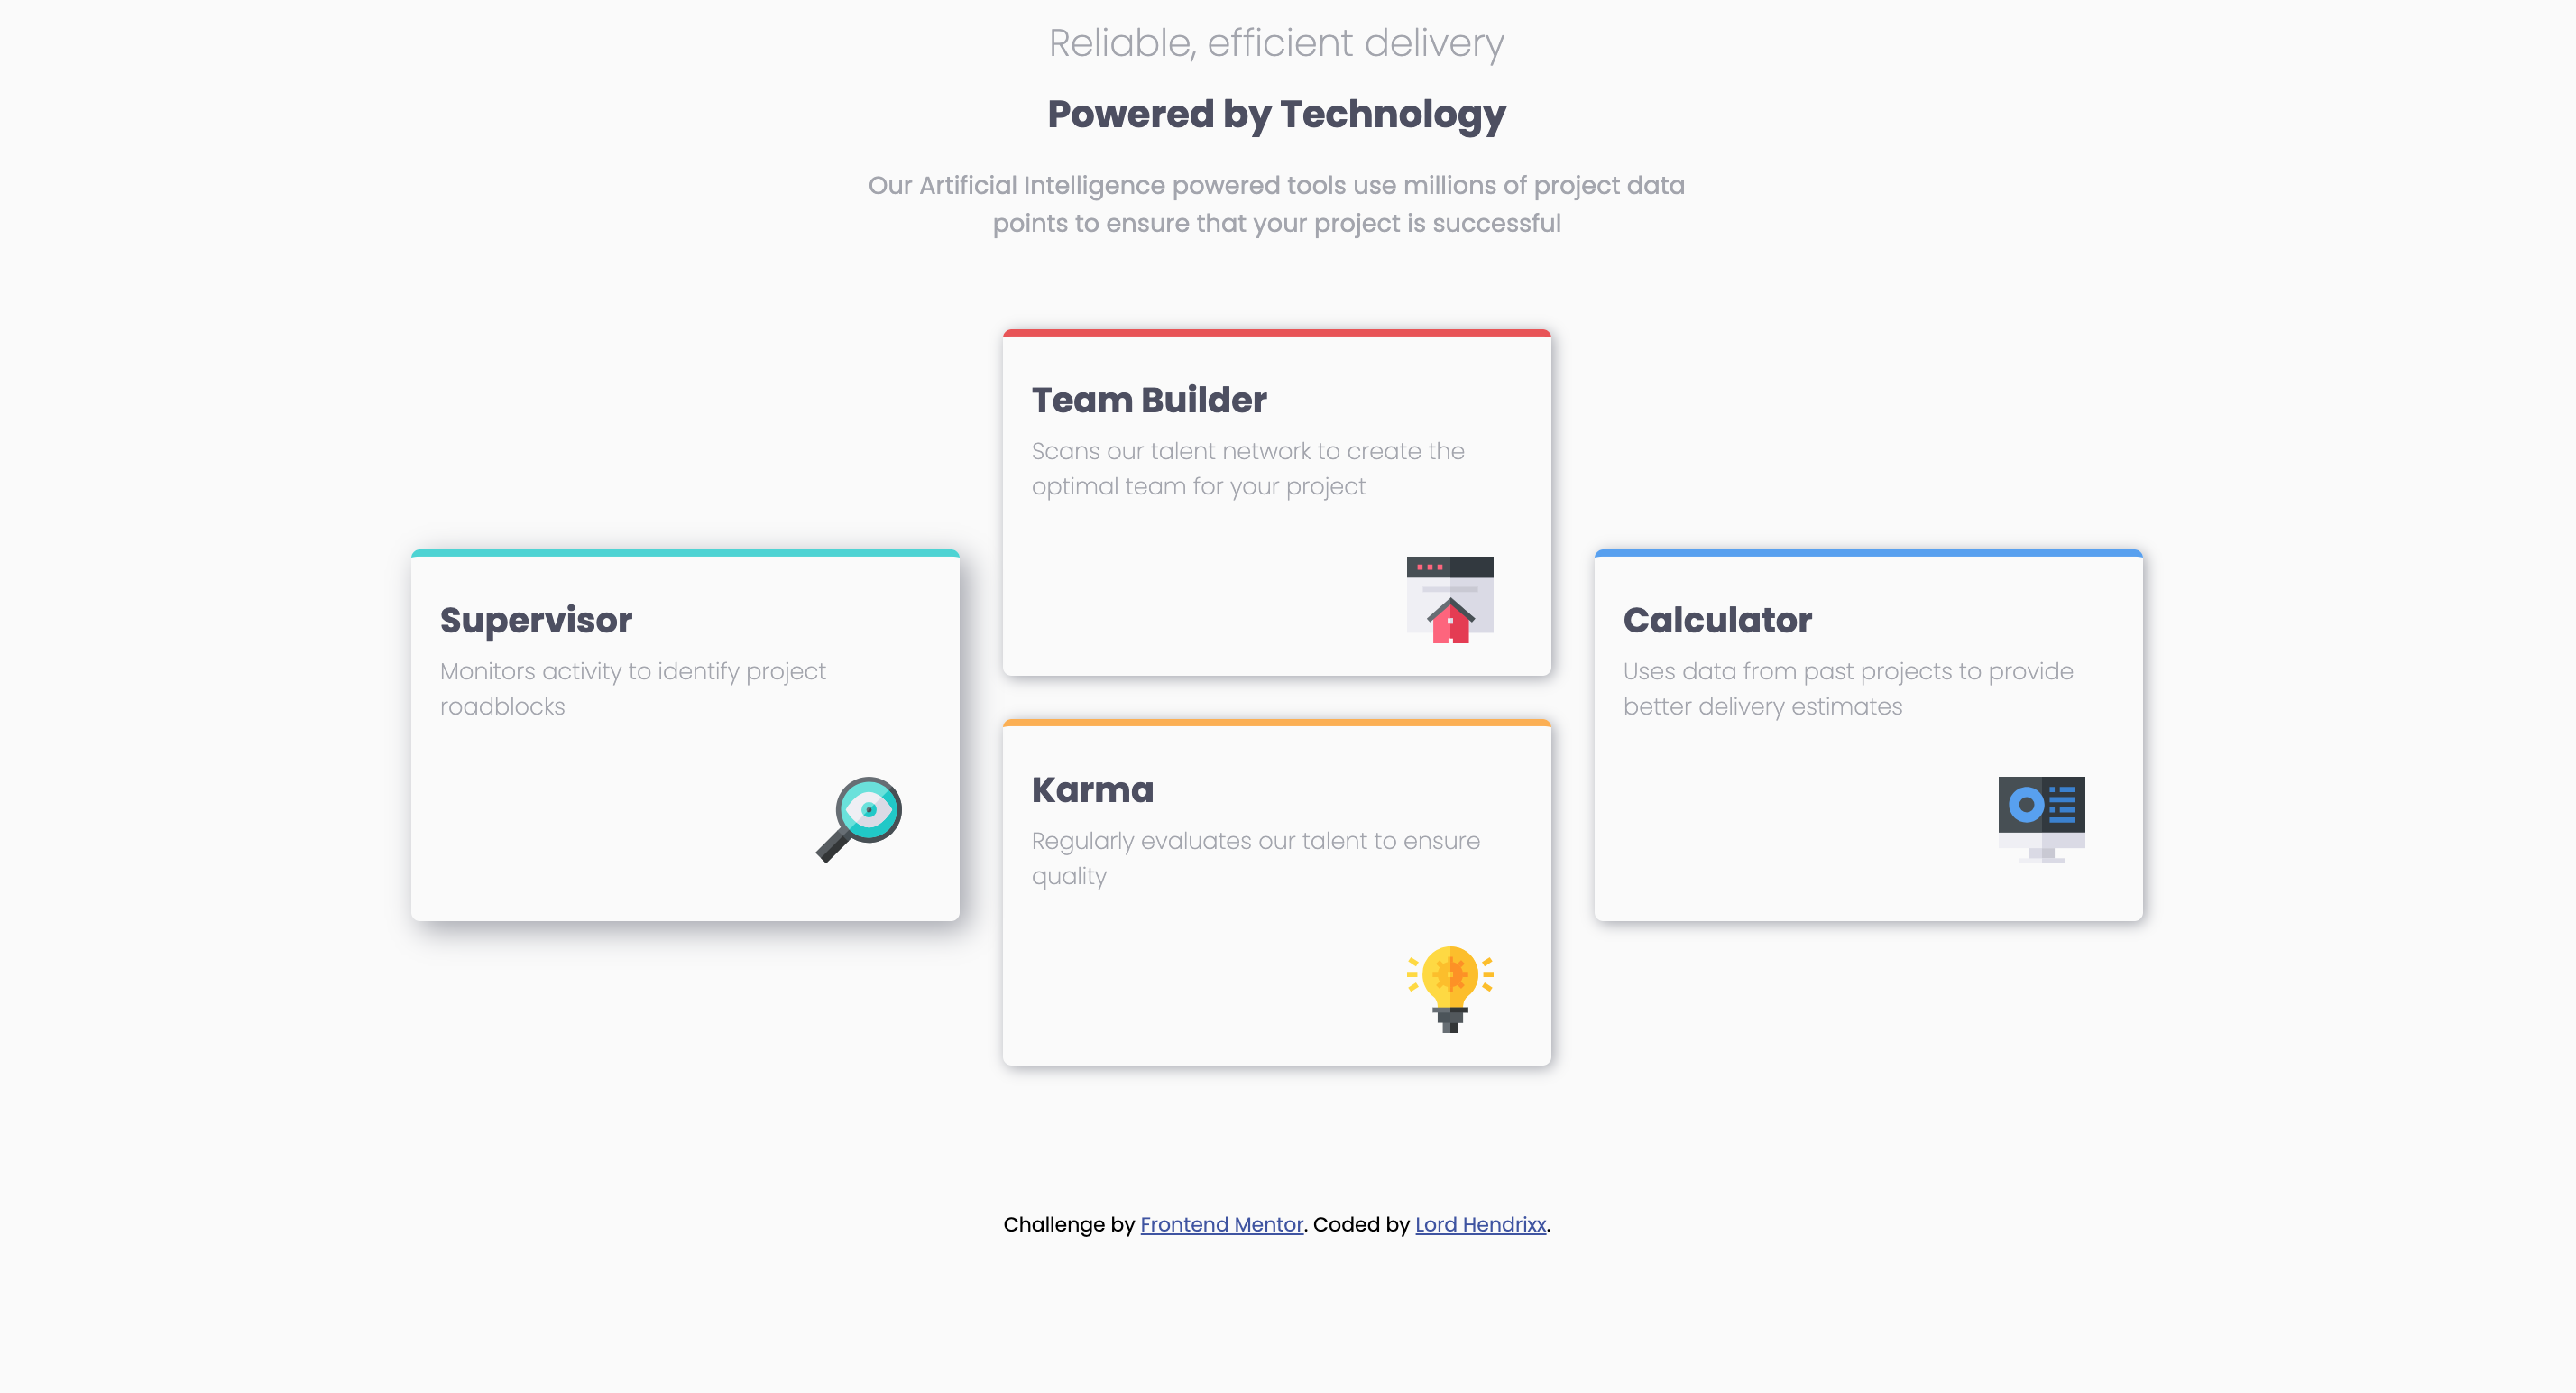 Reliable, efficient delivery
Powered by Technology
Our Artificial Intelligence powered tools use millions of project data
points to ensure that your project is successful
Team Builder
Scans our talent network to create the
optimal team for your project
Supervisor
Monitors activity to identify project
roadblocks
Calculator
Uses data from past projects to provide
better delivery estimates
Karma
Regularly evaluates our talent to ensure
quality
Challenge by Frontend Mentor. Coded by Lord Hendrixx.